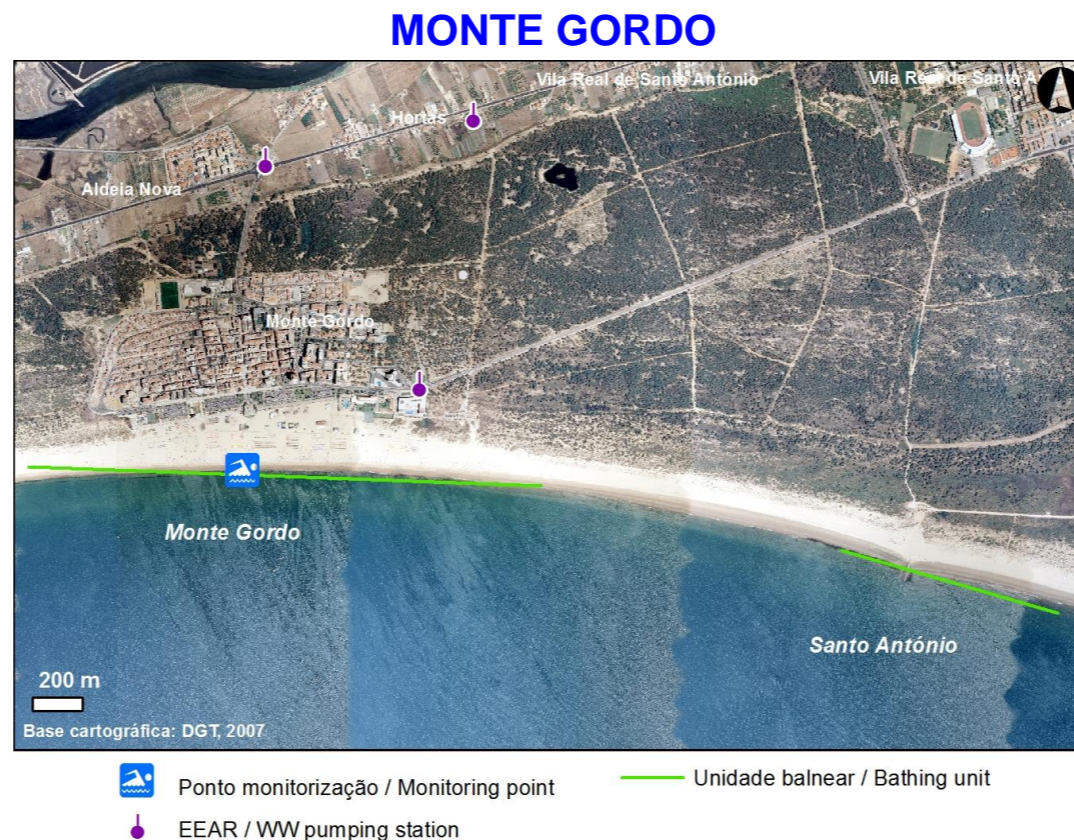 MONTE GORDO
Vila Real de Santo António
Vila Real de Santo A
Hortas
Aldeia Nova
Monte Gordo
Monte Gordo
Santo António
200 m
Base cartográfica: DGT, 2007
Ponto monitorização / Monitoring point
Unidade balnear / Bathing unit
EEAR / WW pumping station